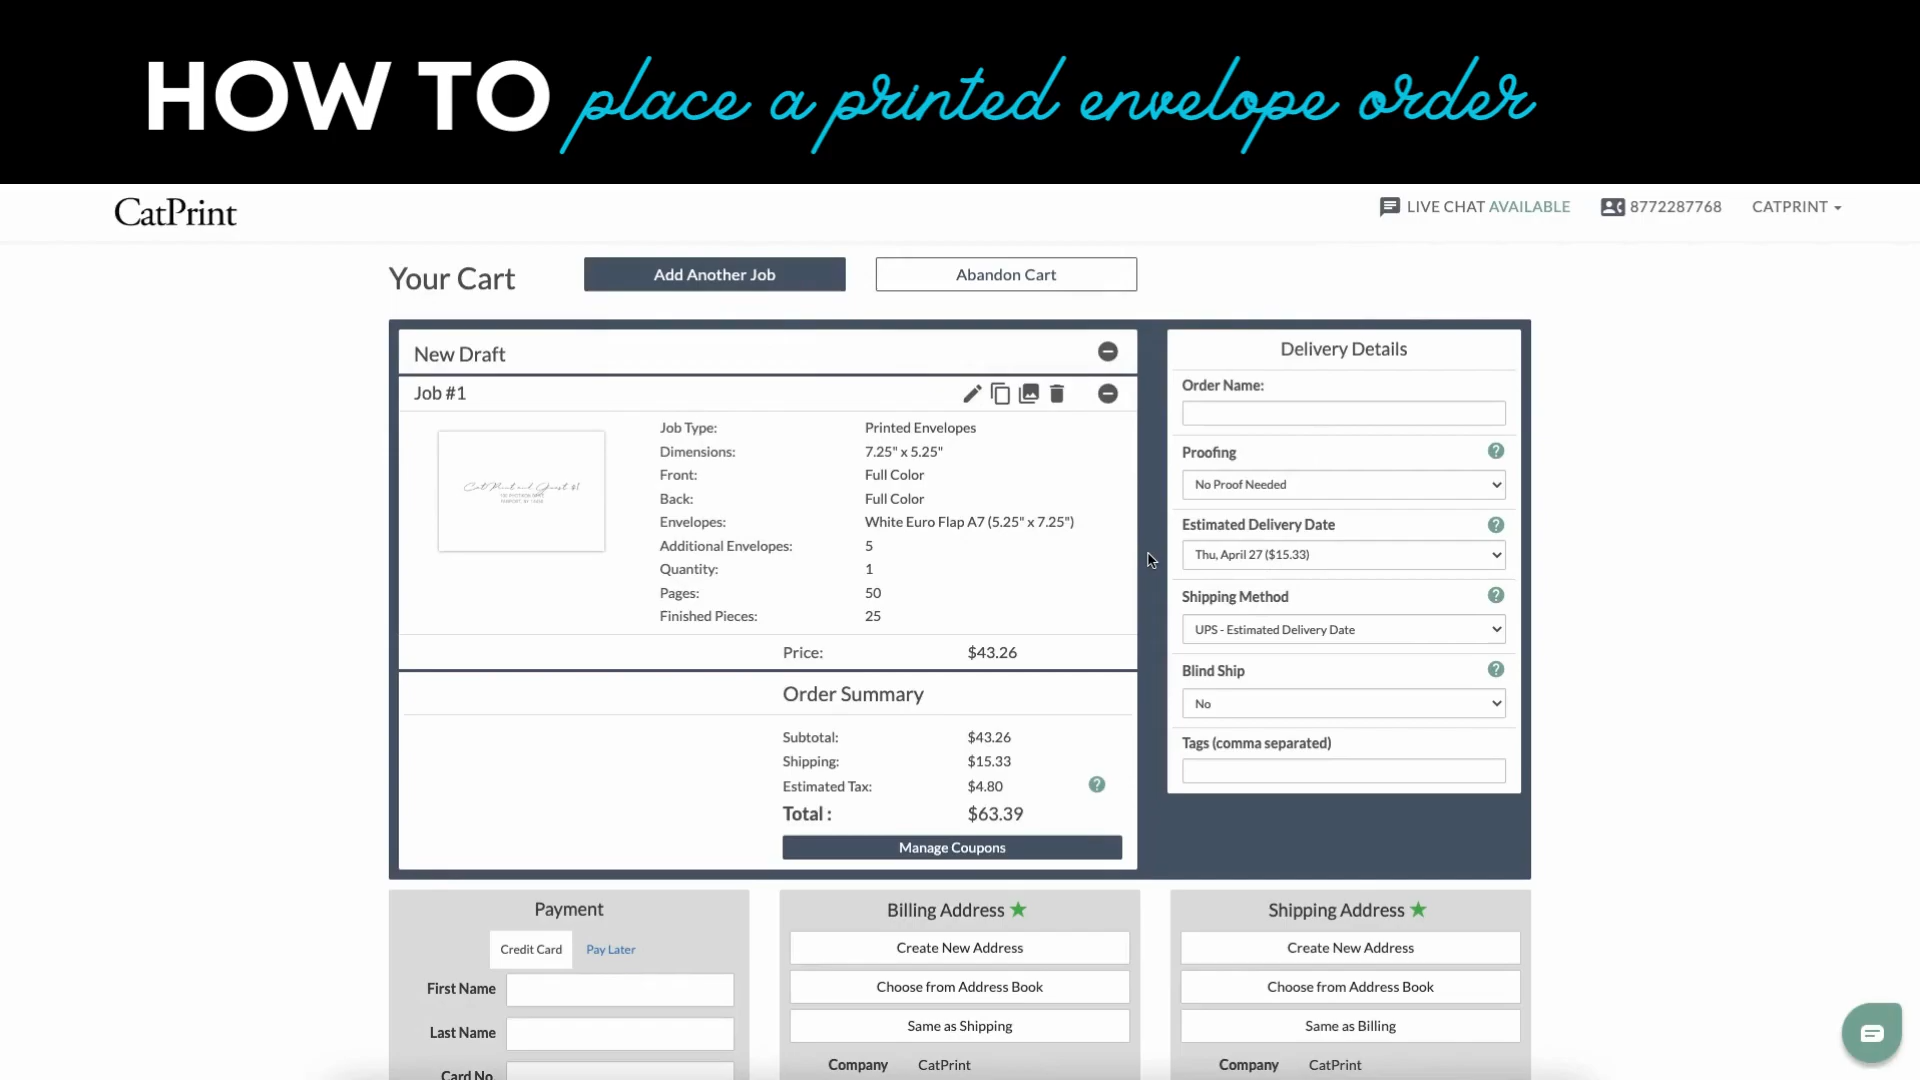 HOW TO place a printed envelope order
CatPrint
LIVE CHAT AVAILABLE
8772287768
CATPRINT
Your Cart
Add Another Job
Abandon Cart
New Draft
Job #1
Job Type: Printed Envelopes
Dimensions: 7.25" x 5.25"
Front: Full Color
Back: Full Color
Envelopes: White Euro Flap A7 (5.25" x 7.25")
Additional Envelopes: 5
Quantity: 1
Pages: 50
Finished Pieces: 25
CatPrint and Guest #1
Price: $43.26
Order Summary
Subtotal: $43.26
Shipping: $15.33
Estimated Tax: $4.80
?
Total : $63.39
Manage Coupons
Delivery Details
Order Name:
Proofing ?
No Proof Needed
Estimated Delivery Date ?
Thu, April 27 ($15.33)
Shipping Method ?
UPS - Estimated Delivery Date
Blind Ship ?
No
Tags (comma separated)
Payment
Credit Card
Pay Later
First Name
Last Name
Card No.
Billing Address
Create New Address
Choose from Address Book
Same as Shipping
Company CatPrint
Shipping Address
Create New Address
Choose from Address Book
Same as Billing
Company CatPrint